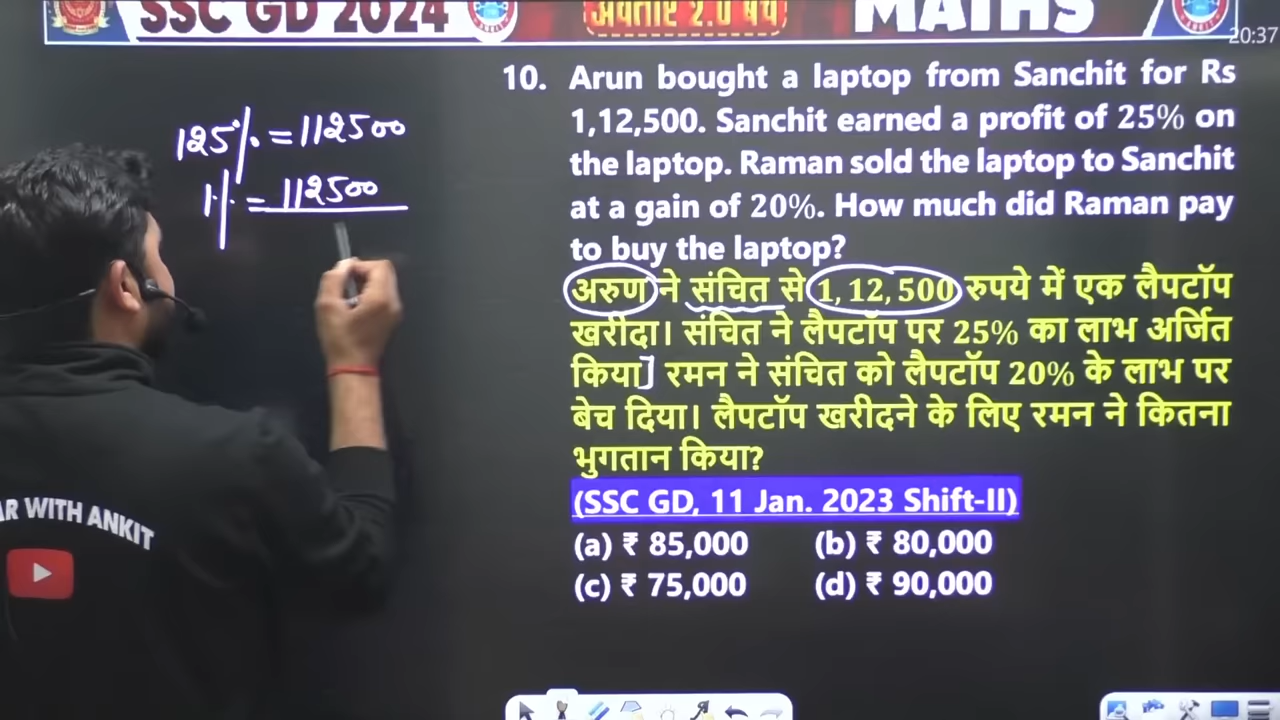 SSC GD 2024
अवतार 2.0 बैच
MATHS
20:37
125% = 112500
1% = 112500
10. Arun bought a laptop from Sanchit for Rs
1,12,500. Sanchit earned a profit of 25% on
the laptop. Raman sold the laptop to Sanchit
at a gain of 20%. How much did Raman pay
to buy the laptop?
अरुण ने संचित से 1,12,500 रुपये में एक लैपटॉप
खरीदा। संचित ने लैपटॉप पर 25% का लाभ अर्जित
किया। रमन ने संचित को लैपटॉप 20% के लाभ पर
बेच दिया। लैपटॉप खरीदने के लिए रमन ने कितना
भुगतान किया?
(SSC GD, 11 Jan. 2023 Shift-II)
(a) ₹ 85,000 (b) ₹ 80,000
(c) ₹ 75,000 (d) ₹ 90,000
AR WITH ANKIT